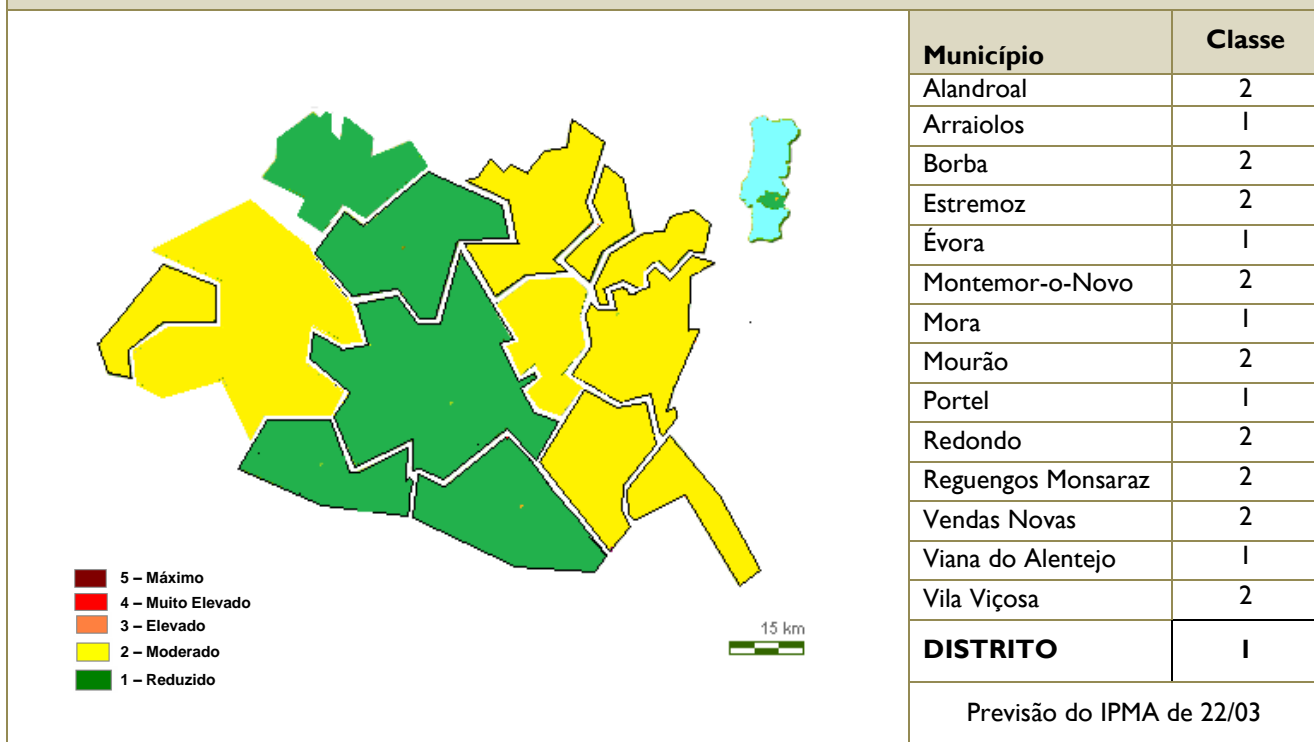 Município Classe
Alandroal 2
Arraiolos 1
Borba 2
Estremoz 2
Évora 1
Montemor-o-Novo 2
Mora 1
Mourão 2
Portel 1
Redondo 2
Reguengos Monsaraz 2
Vendas Novas 2
Viana do Alentejo 1
Vila Viçosa 2
DISTRITO 1
Previsão do IPMA de 22/03
5 – Máximo
4 – Muito Elevado
3 – Elevado
2 – Moderado
1 – Reduzido
15 km